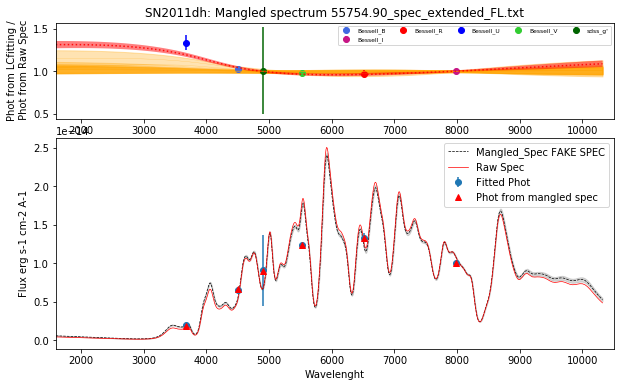 SN2011dh: Mangled spectrum 55754.90_spec_extended_FL.txt
Phot from LCfitting /
Phot from Raw Spec
1.5
1.0
0.5
Bessell_B
Bessell_R
Bessell_U
Bessell_V
sdss_g'
Bessell_I
2000 3000 4000 5000 6000 7000 8000 9000 10000
1e-14
Flux erg s-1 cm-2 A-1
2.5
2.0
1.5
1.0
0.5
0.0
Mangled_Spec FAKE SPEC
Raw Spec
Fitted Phot
Phot from mangled spec
2000 3000 4000 5000 6000 7000 8000 9000 10000
Wavelenght